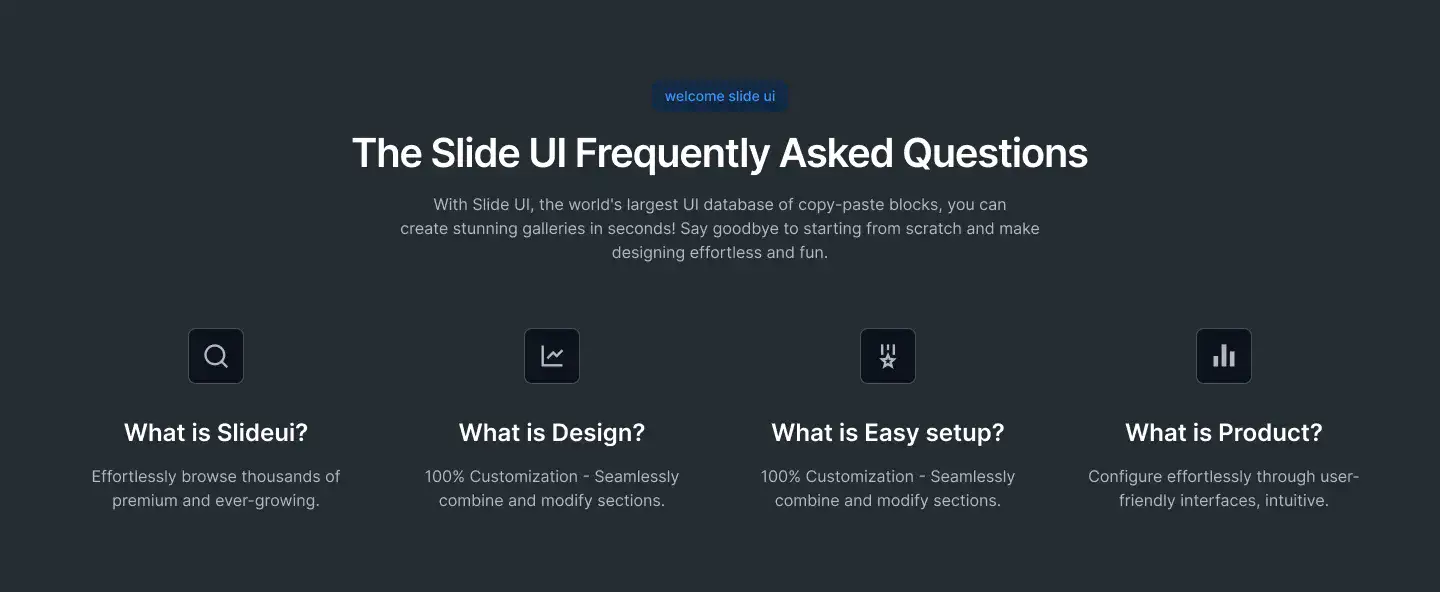 welcome slide ui
The Slide UI Frequently Asked Questions
With Slide UI, the world's largest UI database of copy-paste blocks, you can
create stunning galleries in seconds! Say goodbye to starting from scratch and make
designing effortless and fun.
What is Slideui?
Effortlessly browse thousands of
premium and ever-growing.
What is Design?
100% Customization - Seamlessly
combine and modify sections.
What is Easy setup?
100% Customization - Seamlessly
combine and modify sections.
What is Product?
Configure effortlessly through user-
friendly interfaces, intuitive.